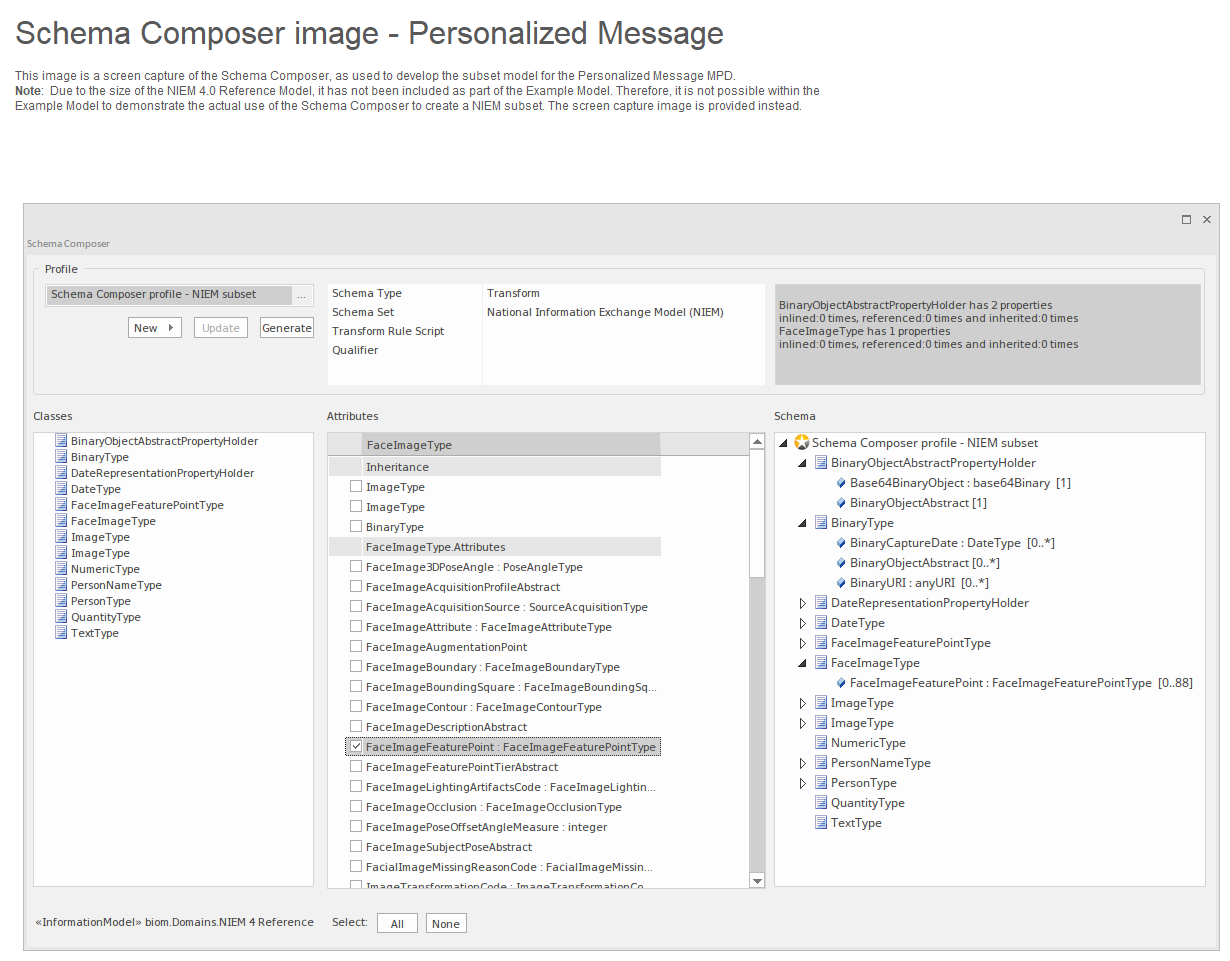 Schema Composer image - Personalized Message
This image is a screen capture of the Schema Composer, as used to develop the subset model for the Personalized Message MPD.
Note:  Due to the size of the NIEM 4.0 Reference Model, it has not been included as part of the Example Model. Therefore, it is not possible within the
Example Model to demonstrate the actual use of the Schema Composer to create a NIEM subset. The screen capture image is provided instead.
Schema Composer
Profile
Schema Composer profile - NIEM subset ...
New Update Generate
Schema Type Transform
Schema Set National Information Exchange Model (NIEM)
Transform Rule Script
Qualifier
BinaryObjectAbstractPropertyHolder has 2 properties
inlined:0 times, referenced:0 times and inherited:0 times
FaceImageType has 1 properties
inlined:0 times, referenced:0 times and inherited:0 times
Classes
BinaryObjectAbstractPropertyHolder
BinaryType
DateRepresentationPropertyHolder
DateType
FaceImageFeaturePointType
FaceImageType
ImageType
ImageType
NumericType
PersonNameType
PersonType
QuantityType
TextType
Attributes
FaceImageType
Inheritance
ImageType
ImageType
BinaryType
FaceImageType.Attributes
FaceImage3DPoseAngle : PoseAngleType
FaceImageAcquisitionProfileAbstract
FaceImageAcquisitionSource : SourceAcquisitionType
FaceImageAttribute : FaceImageAttributeType
FaceImageAugmentationPoint
FaceImageBoundary : FaceImageBoundaryType
FaceImageBoundingSquare : FaceImageBoundingSq...
FaceImageContour : FaceImageContourType
FaceImageDescriptionAbstract
FaceImageFeaturePoint : FaceImageFeaturePointType
FaceImageFeaturePointTierAbstract
FaceImageLightingArtifactsCode : FaceImageLightin...
FaceImageOcclusion : FaceImageOcclusionType
FaceImagePoseOffsetAngleMeasure : integer
FaceImageSubjectPoseAbstract
FacialImageMissingReasonCode : FacialImageMissin...
ImageTransformationCode : ImageTransformationCo...
Schema
Schema Composer profile - NIEM subset
BinaryObjectAbstractPropertyHolder
Base64BinaryObject : base64Binary  [1]
BinaryObjectAbstract [1]
BinaryType
BinaryCaptureDate : DateType  [0..*]
BinaryObjectAbstract [0..*]
BinaryURI : anyURI  [0..*]
DateRepresentationPropertyHolder
DateType
FaceImageFeaturePointType
FaceImageType
FaceImageFeaturePoint : FaceImageFeaturePointType  [0..88]
ImageType
ImageType
NumericType
PersonNameType
PersonType
QuantityType
TextType
«InformationModel» biom.Domains.NIEM 4 Reference Select: All None